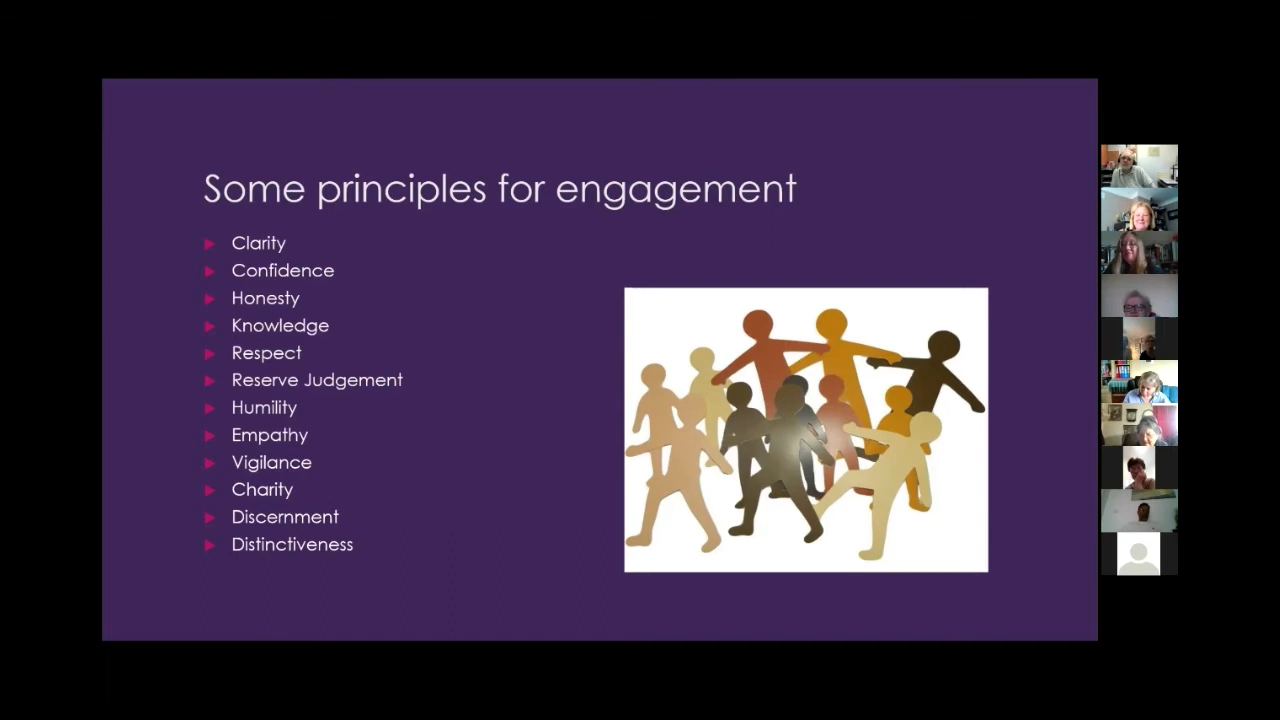 Some principles for engagement
Clarity
Confidence
Honesty
Knowledge
Respect
Reserve Judgement
Humility
Empathy
Vigilance
Charity
Discernment
Distinctiveness